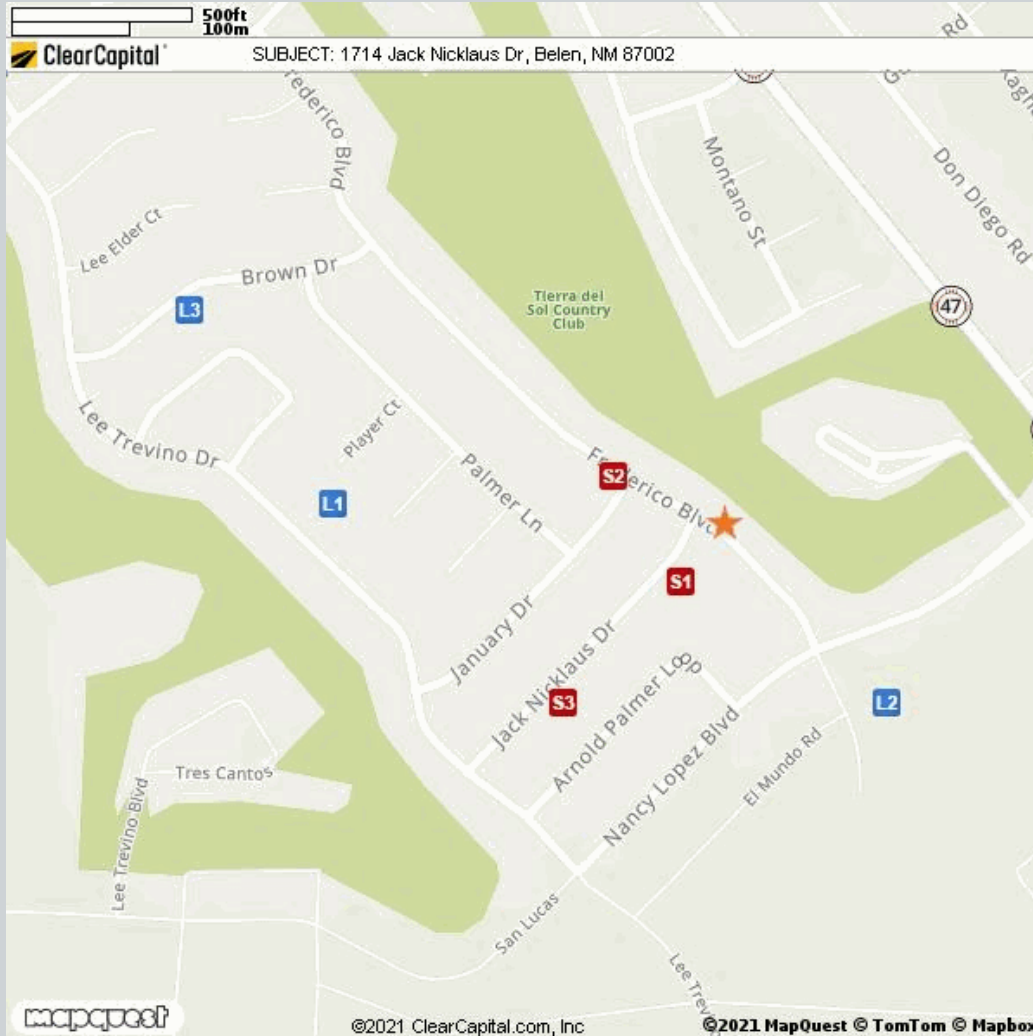 500ft
100m
ClearCapital
SUBJECT: 1714 Jack Nicklaus Dr, Belen, NM 87002
Rd
Frederico Blvd
Montano St
Don Diego Rd
Lee Elder Ct
Brown Dr
L3
Tierra del
Sol Country
Club
47
Lee Trevino Dr
Player Ct
Palmer Ln
S2
Frederico Blvd
L1
S1
January Dr
Jack Nicklaus Dr
Arnold Palmer Loop
S3
L2
Nancy Lopez Blvd
El Mundo Rd
Tres Cantos
Lee Trevino Blvd
San Lucas
Lee Trev
mapquest
©2021 ClearCapital.com, Inc
©2021 MapQuest © TomTom © Mapbox